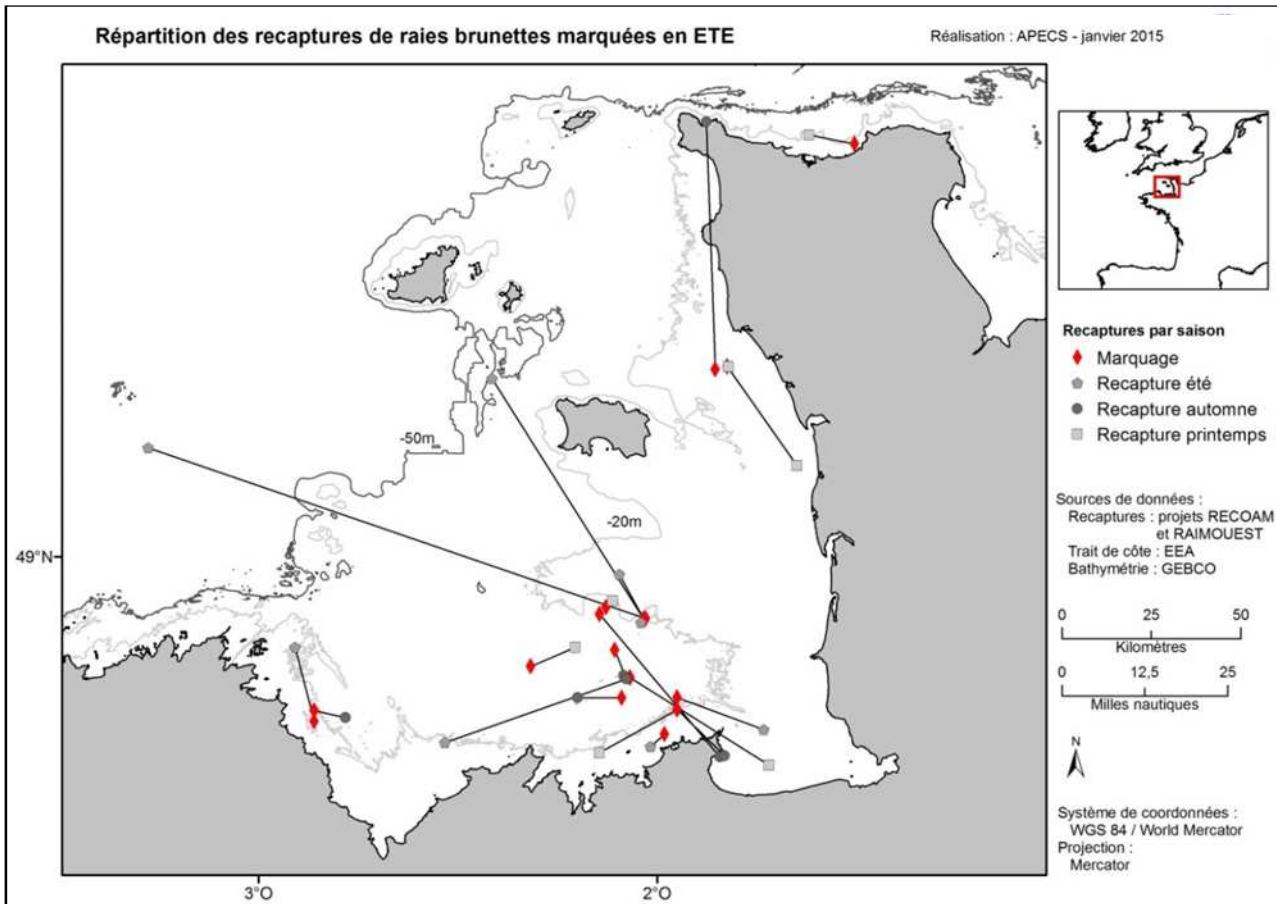 Répartition des recaptures de raies brunettes marquées en ETE
Réalisation : APECS - janvier 2015
-50m
-20m
49°N
3°O
2°O
Recaptures par saison
Marquage
Recapture été
Recapture automne
Recapture printemps
Sources de données :
Recaptures : projets RECOAM
et RAIMOUEST
Trait de côte : EEA
Bathymétrie : GEBCO
0 25 50
Kilomètres
0 12,5 25
Milles nautiques
N
Système de coordonnées :
WGS 84 / World Mercator
Projection :
Mercator